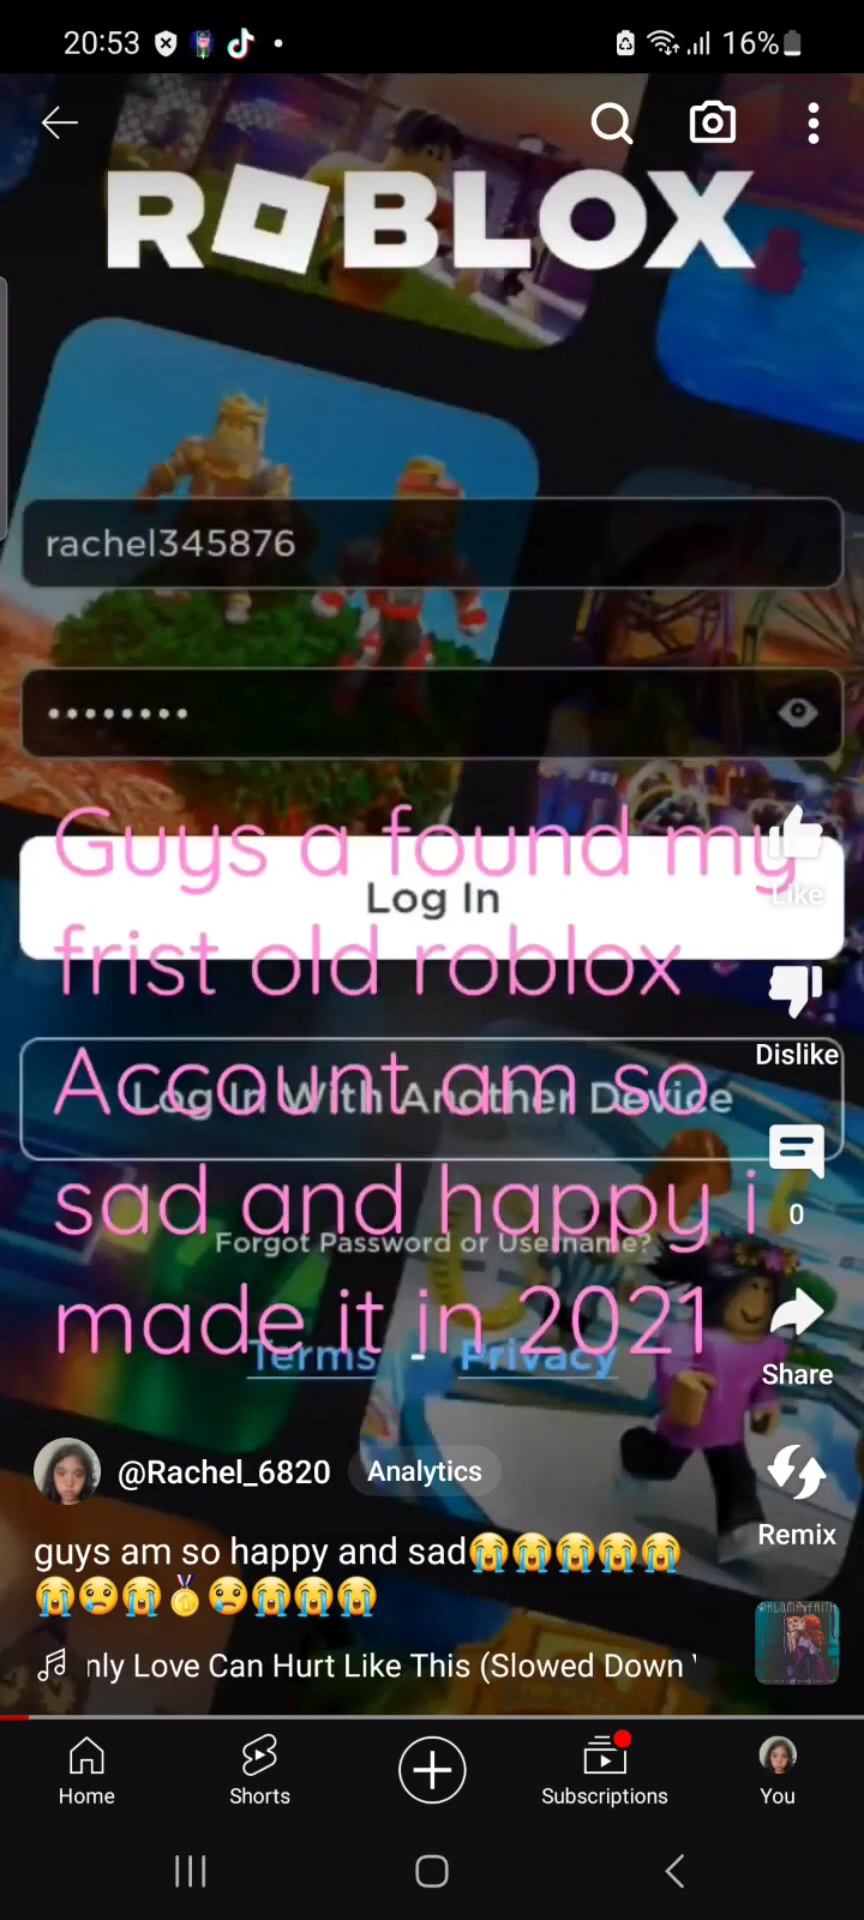 20:53
16%
ROBLOX
rachel345876
Guys a found my
Like
Log In
frist old roblox
Dislike
Account am so
Log In With Another Device
sad and happy i
0
Forgot Password or Username?
made it in 2021
Terms - Privacy
Share
@Rachel_6820 Analytics
Remix
guys am so happy and sad😭😭😭😭😭
😭😢😭🏅😢😭😭😭
nly Love Can Hurt Like This (Slowed Down
PALOMA FAITH
Home
Shorts
Subscriptions
You